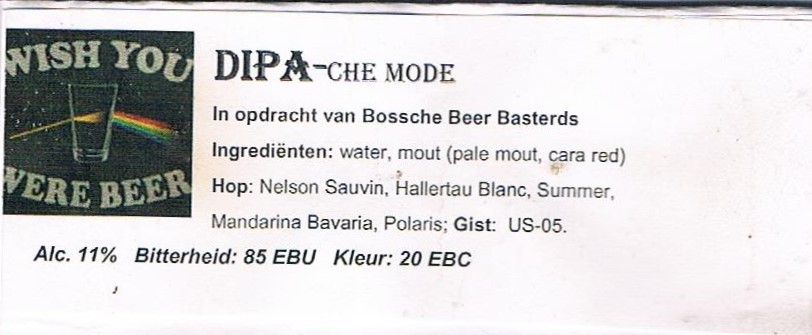 WISH YOU
WERE BEER
DIPA-CHE MODE
In opdracht van Bossche Beer Basterds
Ingrediënten: water, mout (pale mout, cara red)
Hop: Nelson Sauvin, Hallertau Blanc, Summer,
Mandarina Bavaria, Polaris; Gist: US-05.
Alc. 11% Bitterheid: 85 EBU Kleur: 20 EBC